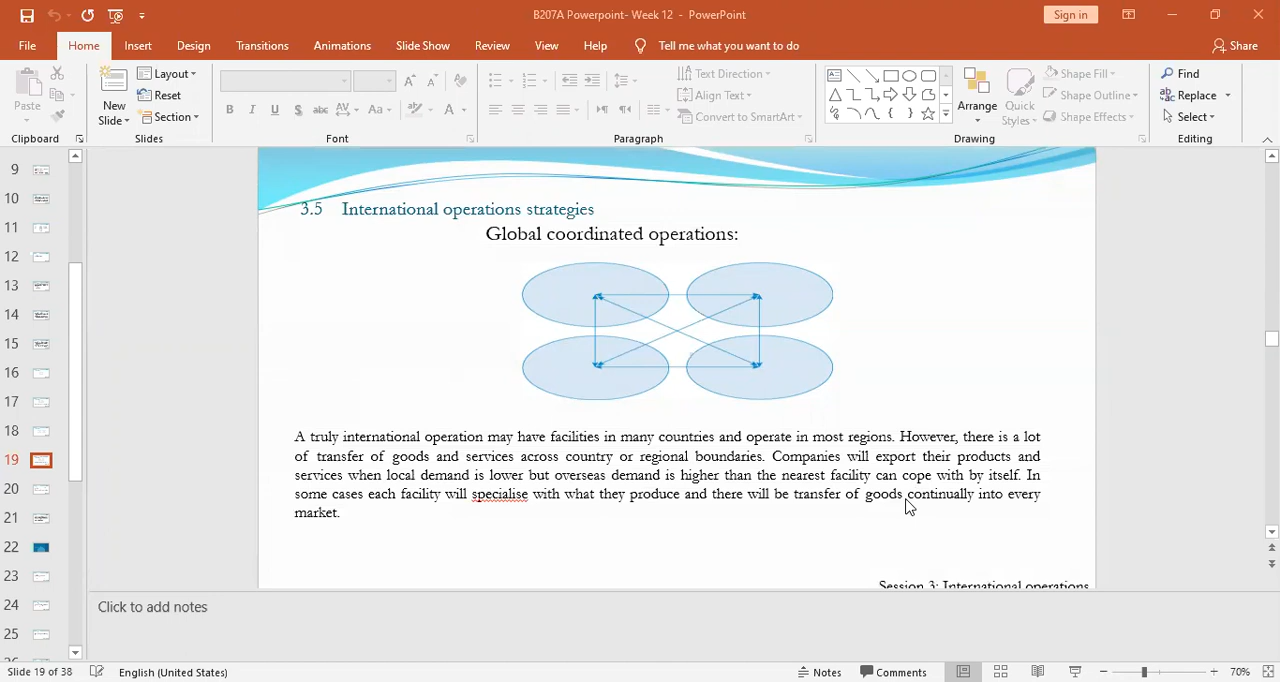 B207A Powerpoint- Week 12 - PowerPoint
Sign in
File Home Insert Design Transitions Animations Slide Show Review View Help Tell me what you want to do Share
Paste
New Slide
Layout
Reset
Section
B I U S abc AV Aa A
Text Direction
Align Text
Convert to SmartArt
Arrange
Quick Styles
Shape Fill
Shape Outline
Shape Effects
Find
Replace
Select
Clipboard Slides Font Paragraph Drawing Editing
9
10
11
12
13
14
15
16
17
18
19
20
21
22
23
24
25
3.5 International operations strategies
Global coordinated operations:
A truly international operation may have facilities in many countries and operate in most regions. However, there is a lot
of transfer of goods and services across country or regional boundaries. Companies will export their products and
services when local demand is lower but overseas demand is higher than the nearest facility can cope with by itself. In
some cases each facility will specialise with what they produce and there will be transfer of goods continually into every
market.
Session 3: International operations
Click to add notes
Slide 19 of 38 English (United States) Notes Comments 70%